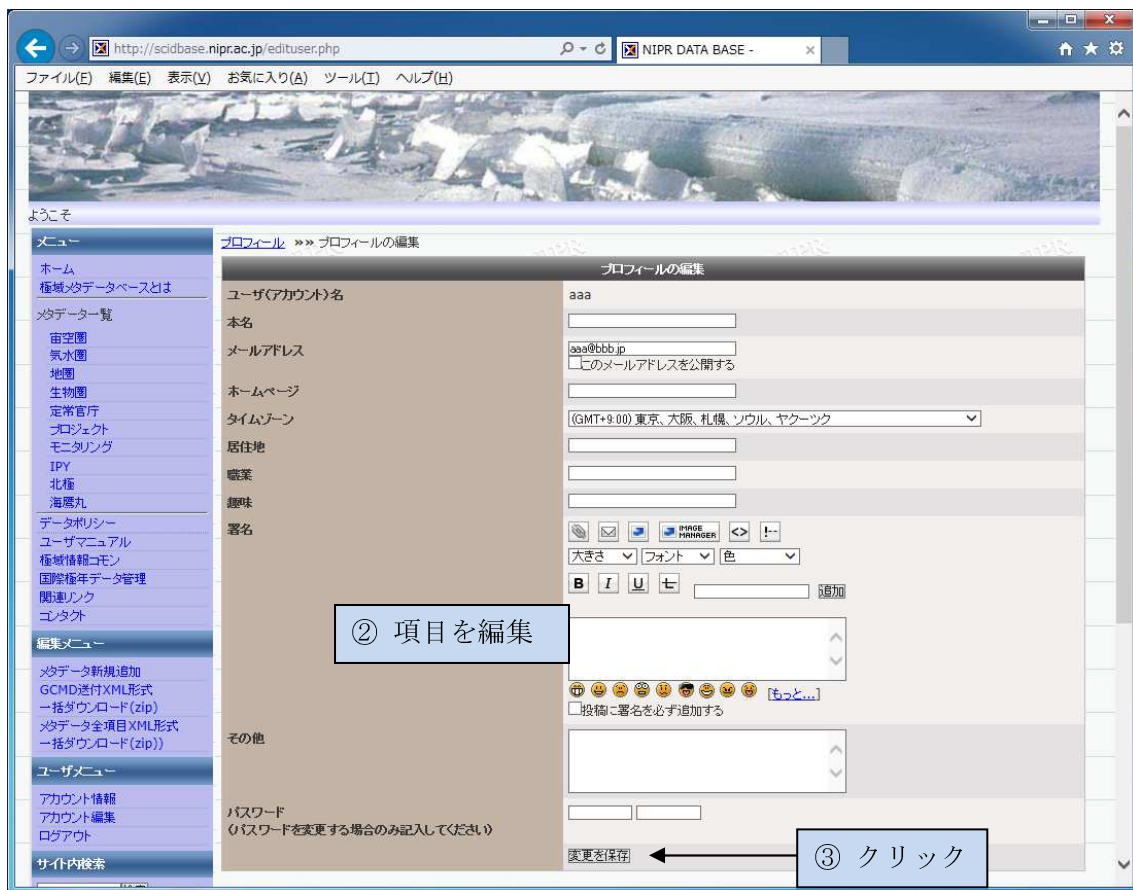 http://scidbase.nipr.ac.jp/edituser.php
NIPR DATA BASE -
ファイル(F) 編集(E) 表示(V) お気に入り(A) ツール(T) ヘルプ(H)
ようこそ
メニュー
ホーム
極域メタデータベースとは
メタデータ一覧
宙空圏
気水圏
地圏
生物圏
定常官庁
プロジェクト
モニタリング
IPY
北極
海鷹丸
データポリシー
ユーザマニュアル
極域情報コモン
国際極年データ管理
関連リンク
コンタクト
編集メニュー
メタデータ新規追加
GCMD送付XML形式
一括ダウンロード(zip)
メタデータ全項目XML形式
一括ダウンロード(zip))
ユーザメニュー
アカウント情報
アカウント編集
ログアウト
サイト内検索
検索
プロフィール »» プロフィールの編集
プロフィールの編集
ユーザ(アカウント)名 aaa
本名
メールアドレス aaa@bbb.jp
このメールアドレスを公開する
ホームページ
タイムゾーン (GMT+9:00) 東京、大阪、札幌、ソウル、ヤクーツク
居住地
職業
趣味
署名 IMAGE MANAGER <> !--
大きさ フォント 色
B I U 追加
② 項目を編集
[もっと...]
投稿に署名を必ず追加する
その他
パスワード
(パスワードを変更する場合のみ記入してください)
変更を保存 ③ クリック